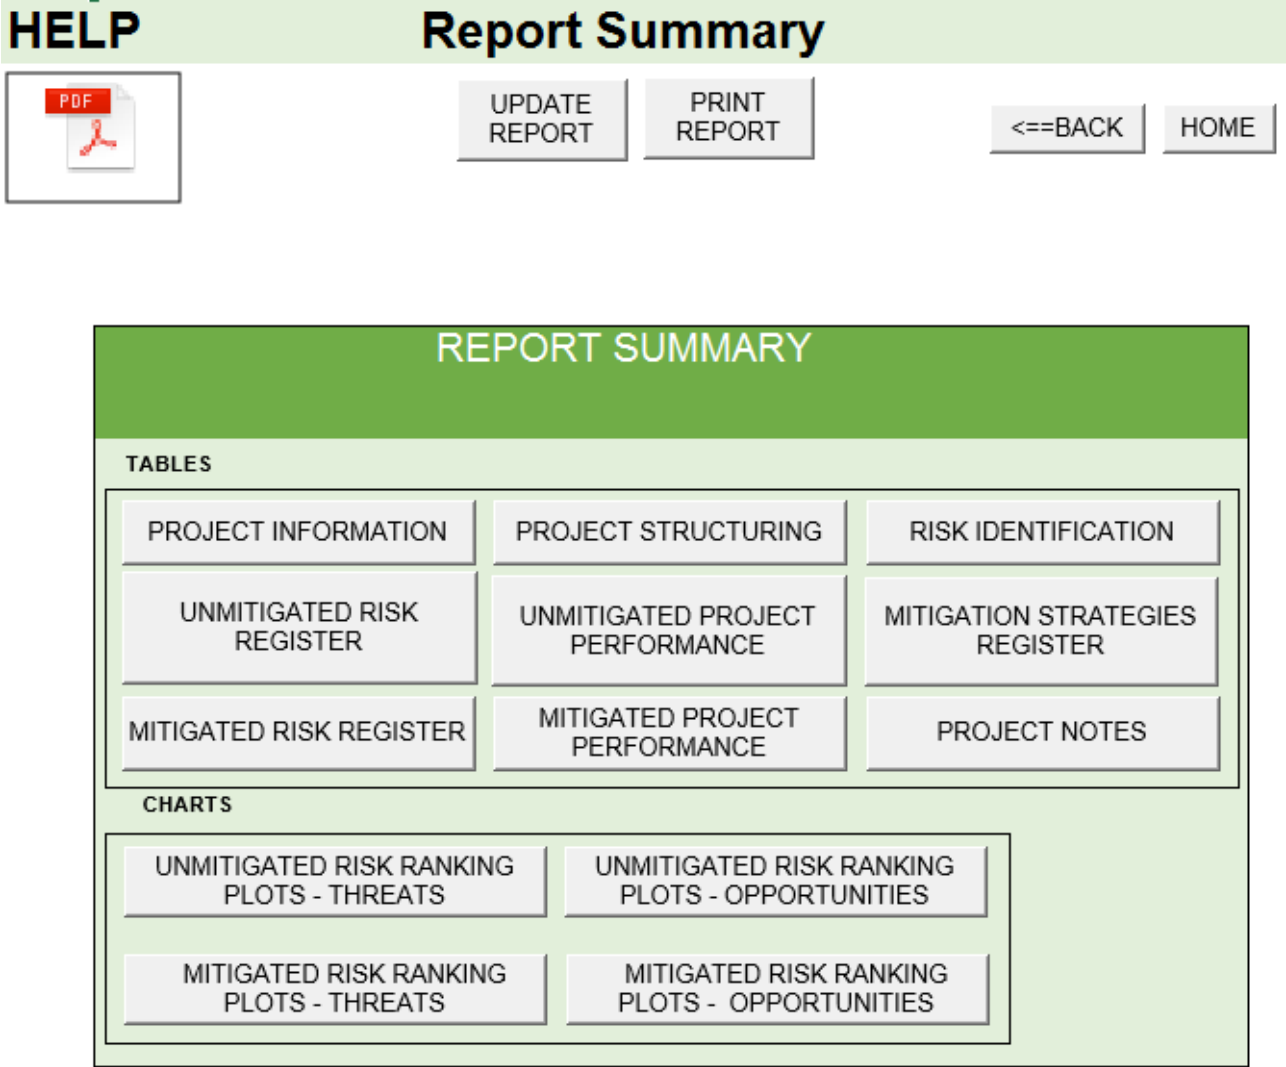 HELP
Report Summary
PDF
UPDATE
REPORT
PRINT
REPORT
<==BACK
HOME
REPORT SUMMARY
TABLES
PROJECT INFORMATION
PROJECT STRUCTURING
RISK IDENTIFICATION
UNMITIGATED RISK
REGISTER
UNMITIGATED PROJECT
PERFORMANCE
MITIGATION STRATEGIES
REGISTER
MITIGATED RISK REGISTER
MITIGATED PROJECT
PERFORMANCE
PROJECT NOTES
CHARTS
UNMITIGATED RISK RANKING
PLOTS - THREATS
UNMITIGATED RISK RANKING
PLOTS - OPPORTUNITIES
MITIGATED RISK RANKING
PLOTS - THREATS
MITIGATED RISK RANKING
PLOTS -  OPPORTUNITIES